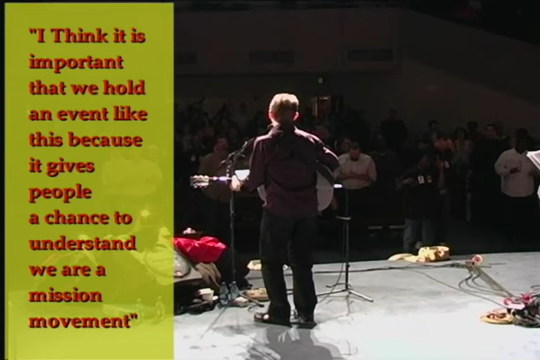 "I Think it is
important
that we hold
an event like
this because
it gives
people
a chance to
understand
we are a
mission
movement"